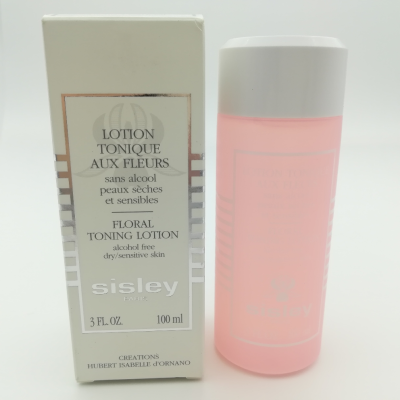 LOTION
TONIQUE
AUX FLEURS
sans alcool
peaux sèches
et sensibles
FLORAL
TONING LOTION
alcohol free
dry/sensitive skin
sisley
3 FL.OZ. 100 ml
CREATIONS
HUBERT ISABELLE d'ORNANO
sisley